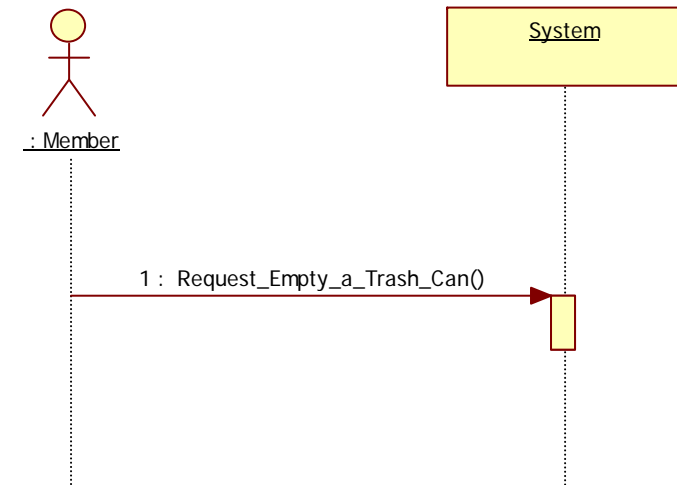 System
: Member
1 : Request_Empty_a_Trash_Can()